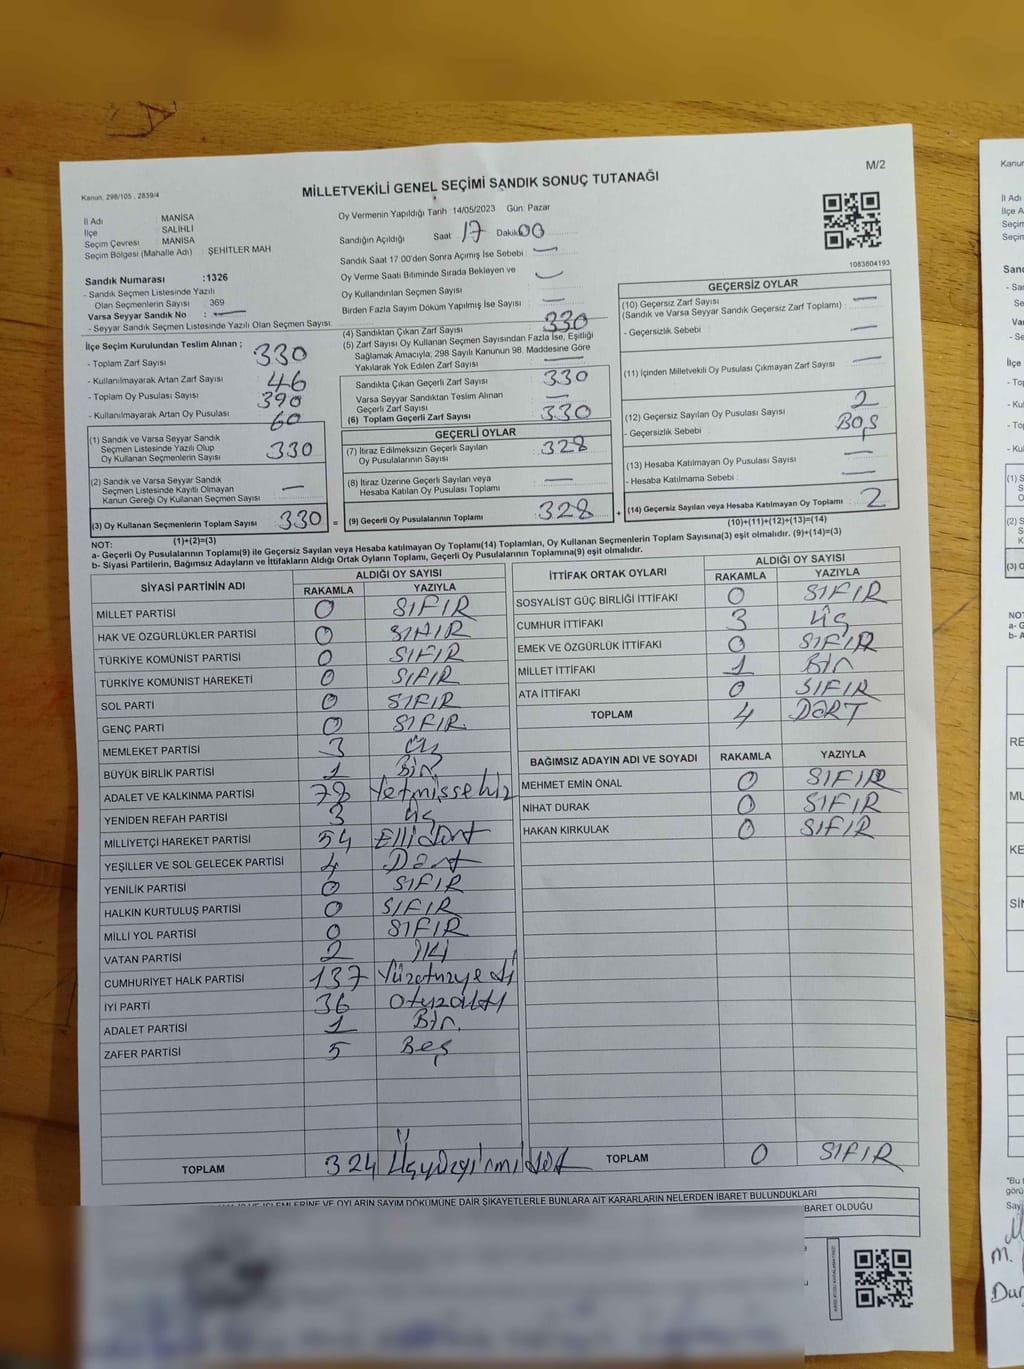 M/2
Kanun, 298/105 , 2839/4
MİLLETVEKİLİ GENEL SEÇİMİ SANDIK SONUÇ TUTANAĞI
İl Adı : MANİSA
İlçe : SALİHLİ
Seçim Çevresi : MANİSA
Seçim Bölgesi (Mahalle Adı) : ŞEHİTLER MAH
Oy Vermenin Yapıldığı Tarih 14/05/2023 Gün: Pazar
Sandığın Açıldığı Saat 17 Dakika 00
Sandık Saat 17:00'den Sonra Açılmış İse Sebebi : —
Oy Verme Saati Bitiminde Sırada Bekleyen ve
Oy Kullandırılan Seçmen Sayısı —
Birden Fazla Sayım Döküm Yapılmış İse Sayısı : —
1083804193
Sandık Numarası :1326
- Sandık Seçmen Listesinde Yazılı
Olan Seçmenlerin Sayısı : 369
Varsa Seyyar Sandık No : —
- Seyyar Sandık Seçmen Listesinde Yazılı Olan Seçmen Sayısı:
İlçe Seçim Kurulundan Teslim Alınan ;
- Toplam Zarf Sayısı : 330
- Kullanılmayarak Artan Zarf Sayısı : 46
- Toplam Oy Pusulası Sayısı : 390
- Kullanılmayarak Artan Oy Pusulası : 60
(1) Sandık ve Varsa Seyyar Sandık
Seçmen Listesinde Yazılı Olup
Oy Kullanan Seçmenlerin Sayısı 330
(2) Sandık ve Varsa Seyyar Sandık
Seçmen Listesinde Kayıtlı Olmayan
Kanun Gereği Oy Kullanan Seçmen Sayısı : —
(3) Oy Kullanan Seçmenlerin Toplam Sayısı 330
(1)+(2)=(3)
(4) Sandıktan Çıkan Zarf Sayısı 330
(5) Zarf Sayısı Oy Kullanan Seçmen Sayısından Fazla İse, Eşitliği
Sağlamak Amacıyla; 298 Sayılı Kanunun 98. Maddesine Göre
Yakılarak Yok Edilen Zarf Sayısı : —
Sandıkta Çıkan Geçerli Zarf Sayısı : 330
Varsa Seyyar Sandıktan Teslim Alınan
Geçerli Zarf Sayısı : —
(6) Toplam Geçerli Zarf Sayısı : 330
GEÇERLİ OYLAR
(7) İtiraz Edilmeksizin Geçerli Sayılan
Oy Pusulalarının Sayısı : 328
(8) İtiraz Üzerine Geçerli Sayılan veya
Hesaba Katılan Oy Pusulası Toplamı : —
= (9) Geçerli Oy Pusulalarının Toplamı : 328 +
GEÇERSİZ OYLAR
(10) Geçersiz Zarf Sayısı
(Sandık ve Varsa Seyyar Sandık Geçersiz Zarf Toplamı) : —
- Geçersizlik Sebebi : —
(11) İçinden Milletvekili Oy Pusulası Çıkmayan Zarf Sayısı : —
(12) Geçersiz Sayılan Oy Pusulası Sayısı : 2
- Geçersizlik Sebebi : BOŞ
(13) Hesaba Katılmayan Oy Pusulası Sayısı : —
- Hesaba Katılmama Sebebi : —
(14) Geçersiz Sayılan veya Hesaba Katılmayan Oy Toplamı : 2
(10)+(11)+(12)+(13)=(14)
NOT:
a- Geçerli Oy Pusulalarının Toplamı(9) ile Geçersiz Sayılan veya Hesaba katılmayan Oy Toplamı(14) Toplamları, Oy Kullanan Seçmenlerin Toplam Sayısına(3) eşit olmalıdır. (9)+(14)=(3)
b- Siyasi Partilerin, Bağımsız Adayların ve İttifakların Aldığı Ortak Oyların Toplamı, Geçerli Oy Pusulalarının Toplamına(9) eşit olmalıdır.
SİYASİ PARTİNİN ADI ALDIĞI OY SAYISI
RAKAMLA YAZIYLA
MİLLET PARTİSİ 0 SIFIR
HAK VE ÖZGÜRLÜKLER PARTİSİ 0 SIFIR
TÜRKİYE KOMÜNİST PARTİSİ 0 SIFIR
TÜRKİYE KOMÜNİST HAREKETİ 0 SIFIR
SOL PARTİ 0 SIFIR
GENÇ PARTİ 0 SIFIR
MEMLEKET PARTİSİ 3 üç
BÜYÜK BİRLİK PARTİSİ 1 Bir
ADALET VE KALKINMA PARTİSİ 78 Yetmişsekiz
YENİDEN REFAH PARTİSİ 3 üç
MİLLİYETÇİ HAREKET PARTİSİ 54 Ellidört
YEŞİLLER VE SOL GELECEK PARTİSİ 4 Dört
YENİLİK PARTİSİ 0 SIFIR
HALKIN KURTULUŞ PARTİSİ 0 SIFIR
MİLLİ YOL PARTİSİ 0 SIFIR
VATAN PARTİSİ 2 İki
CUMHURİYET HALK PARTİSİ 137 Yüzotuzyedi
İYİ PARTİ 36 Otuzaltı
ADALET PARTİSİ 1 Bir
ZAFER PARTİSİ 5 Beş
TOPLAM 324 Üçyüzyirmidört
İTTİFAK ORTAK OYLARI ALDIĞI OY SAYISI
RAKAMLA YAZIYLA
SOSYALİST GÜÇ BİRLİĞİ İTTİFAKI 0 SIFIR
CUMHUR İTTİFAKI 3 üç
EMEK VE ÖZGÜRLÜK İTTİFAKI 0 SIFIR
MİLLET İTTİFAKI 1 Bir
ATA İTTİFAKI 0 SIFIR
TOPLAM 4 DÖRT
BAĞIMSIZ ADAYIN ADI VE SOYADI RAKAMLA YAZIYLA
MEHMET EMİN ÖNAL 0 SIFIR
NİHAT DURAK 0 SIFIR
HAKAN KIRKULAK 0 SIFIR
TOPLAM 0 SIFIR
İŞLEMLERİNE VE OYLARIN SAYIM DÖKÜMÜNE DAİR ŞİKAYETLERLE BUNLARA AİT KARARLARIN NELERDEN İBARET BULUNDUKLARI
BARET OLDUĞU